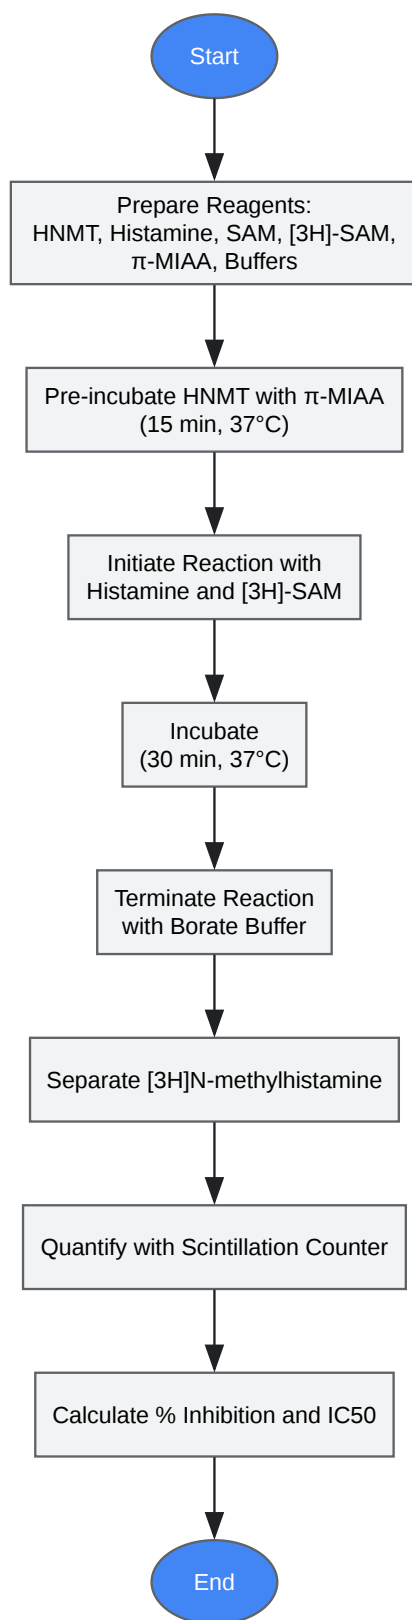 Start
Prepare Reagents:
HNMT, Histamine, SAM, [3H]-SAM,
π-MIAA, Buffers
Pre-incubate HNMT with π-MIAA
(15 min, 37°C)
Initiate Reaction with
Histamine and [3H]-SAM
Incubate
(30 min, 37°C)
Terminate Reaction
with Borate Buffer
Separate [3H]N-methylhistamine
Quantify with Scintillation Counter
Calculate % Inhibition and IC50
End